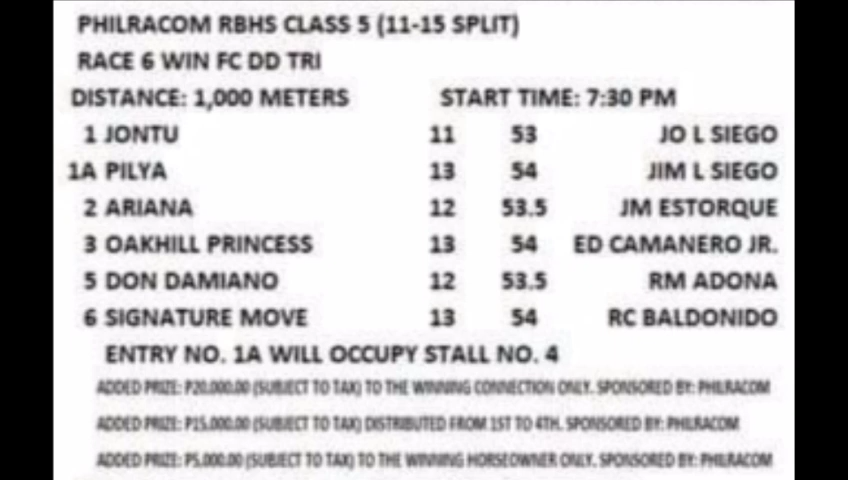 PHILRACOM RBHS CLASS 5 (11-15 SPLIT)
RACE 6 WIN FC DD TRI
DISTANCE: 1,000 METERS START TIME: 7:30 PM
1 JONTU 11 53 JO L SIEGO
1A PILYA 13 54 JIM L SIEGO
2 ARIANA 12 53.5 JM ESTORQUE
3 OAKHILL PRINCESS 13 54 ED CAMANERO JR.
5 DON DAMIANO 12 53.5 RM ADONA
6 SIGNATURE MOVE 13 54 RC BALDONIDO
ENTRY NO. 1A WILL OCCUPY STALL NO. 4
ADDED PRIZE: P20,000.00 (SUBJECT TO TAX) TO THE WINNING CONNECTION ONLY. SPONSORED BY: PHILRACOM
ADDED PRIZE: P15,000.00 (SUBJECT TO TAX) DISTRIBUTED FROM 1ST TO 4TH. SPONSORED BY: PHILRACOM
ADDED PRIZE: P5,000.00 (SUBJECT TO TAX) TO THE WINNING HORSEOWNER ONLY. SPONSORED BY: PHILRACOM